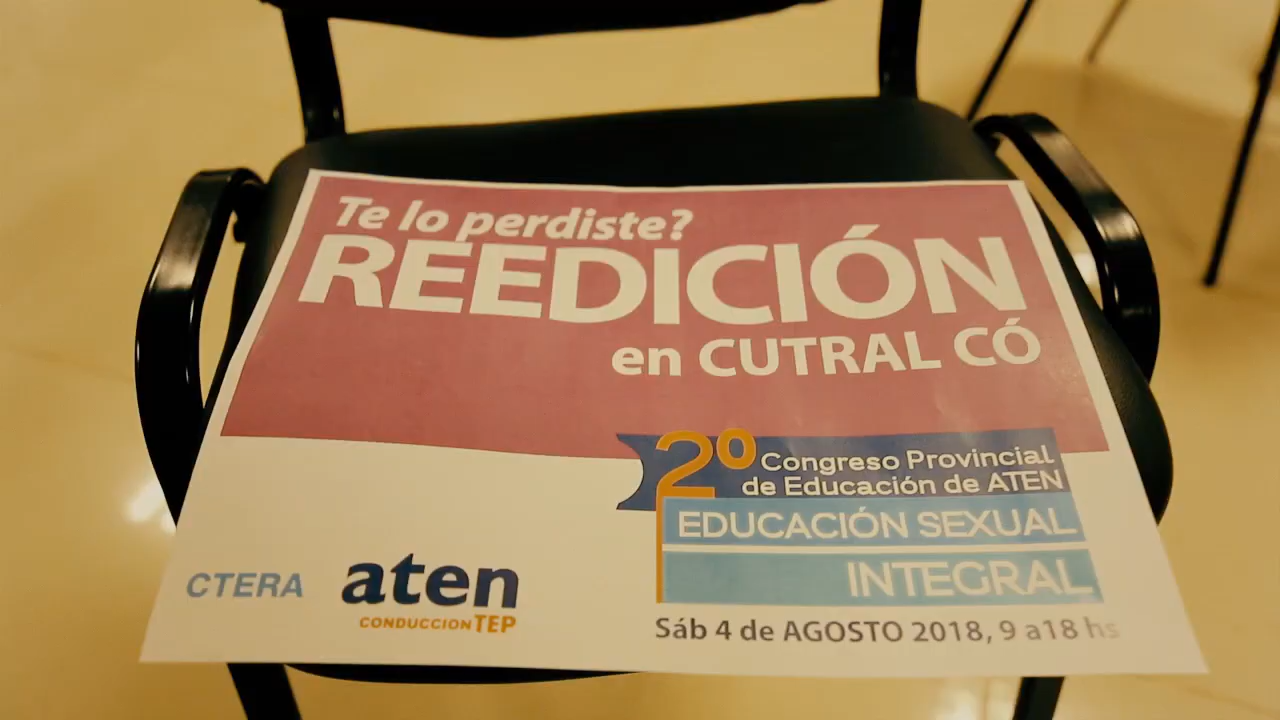 Te lo perdiste?
REEDICIÓN
en CUTRAL CÓ
2º Congreso Provincial
de Educación de ATEN
EDUCACIÓN SEXUAL
INTEGRAL
Sáb 4 de AGOSTO 2018, 9 a18 hs
CTERA
aten
CONDUCCION TEP